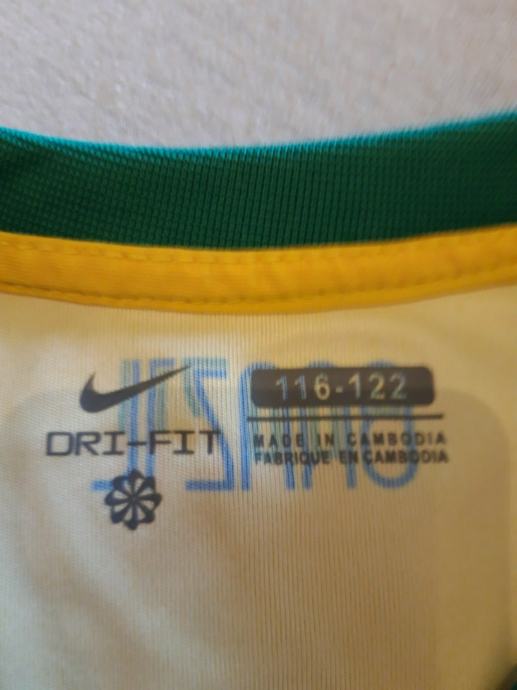 116-122
DRI-FIT
MADE IN CAMBODIA
FABRIQUE EN CAMBODIA